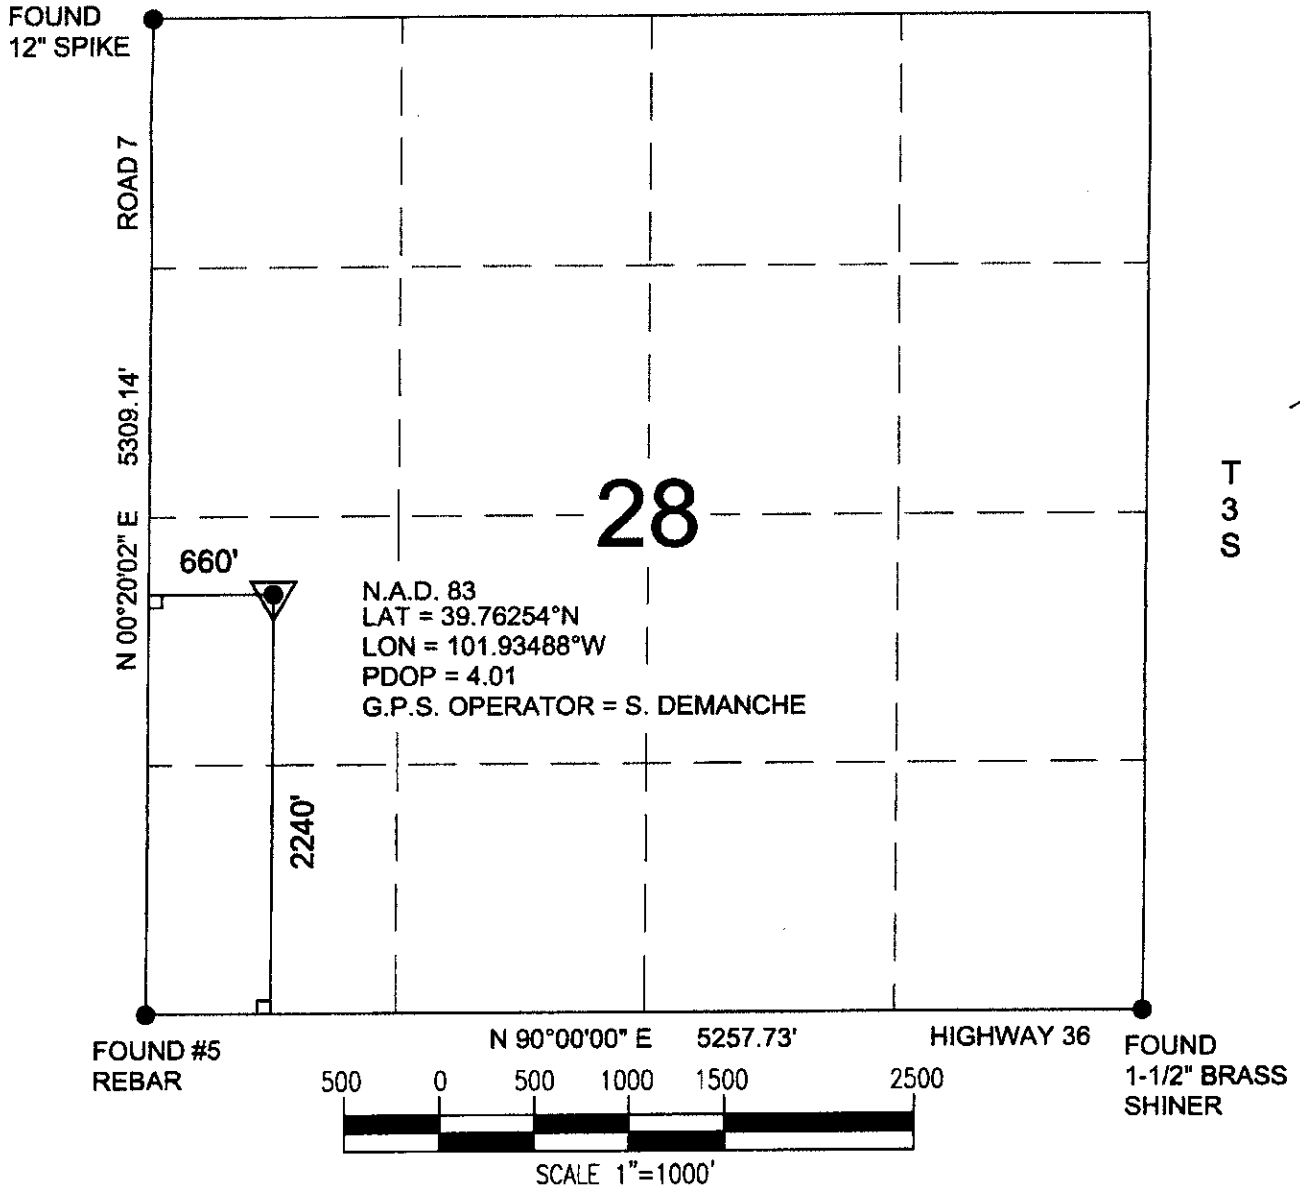 FOUND
12" SPIKE
ROAD 7
N 00°20'02" E 5309.14'
T
3
S
28
660'
N.A.D. 83
LAT = 39.76254°N
LON = 101.93488°W
PDOP = 4.01
G.P.S. OPERATOR = S. DEMANCHE
2240'
N 90°00'00" E 5257.73' HIGHWAY 36
FOUND #5
REBAR
FOUND
1-1/2" BRASS
SHINER
500 0 500 1000 1500 2500
SCALE 1"=1000'